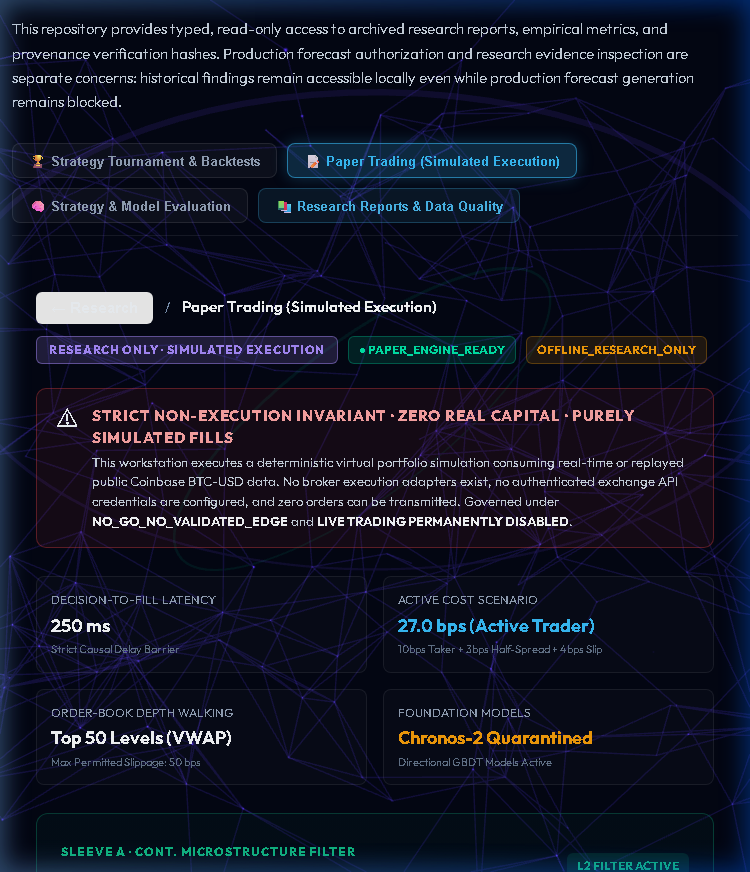 This repository provides typed, read-only access to archived research reports, empirical metrics, and
provenance verification hashes. Production forecast authorization and research evidence inspection are
separate concerns: historical findings remain accessible locally even while production forecast generation
remains blocked.
🏆 Strategy Tournament & Backtests
📝 Paper Trading (Simulated Execution)
🧠 Strategy & Model Evaluation
📚 Research Reports & Data Quality
← Research / Paper Trading (Simulated Execution)
RESEARCH ONLY · SIMULATED EXECUTION
● PAPER_ENGINE_READY
OFFLINE_RESEARCH_ONLY
⚠ STRICT NON-EXECUTION INVARIANT · ZERO REAL CAPITAL · PURELY
SIMULATED FILLS
This workstation executes a deterministic virtual portfolio simulation consuming real-time or replayed
public Coinbase BTC-USD data. No broker execution adapters exist, no authenticated exchange API
credentials are configured, and zero orders can be transmitted. Governed under
NO_GO_NO_VALIDATED_EDGE and LIVE TRADING PERMANENTLY DISABLED.
DECISION-TO-FILL LATENCY
250 ms
Strict Causal Delay Barrier
ACTIVE COST SCENARIO
27.0 bps (Active Trader)
10bps Taker + 3bps Half-Spread + 4bps Slip
ORDER-BOOK DEPTH WALKING
Top 50 Levels (VWAP)
Max Permitted Slippage: 50 bps
FOUNDATION MODELS
Chronos-2 Quarantined
Directional GBDT Models Active
SLEEVE A · CONT. MICROSTRUCTURE FILTER
L2 FILTER ACTIVE